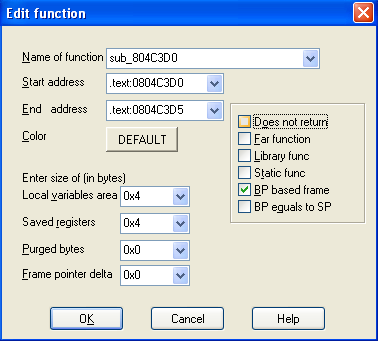 Edit function
Name of function sub_804C3D0
Start address .text:0804C3D0
End address .text:0804C3D5
Color DEFAULT
Does not return
Far function
Library func
Static func
BP based frame
BP equals to SP
Enter size of (in bytes)
Local variables area 0x4
Saved registers 0x4
Purged bytes 0x0
Frame pointer delta 0x0
OK Cancel Help